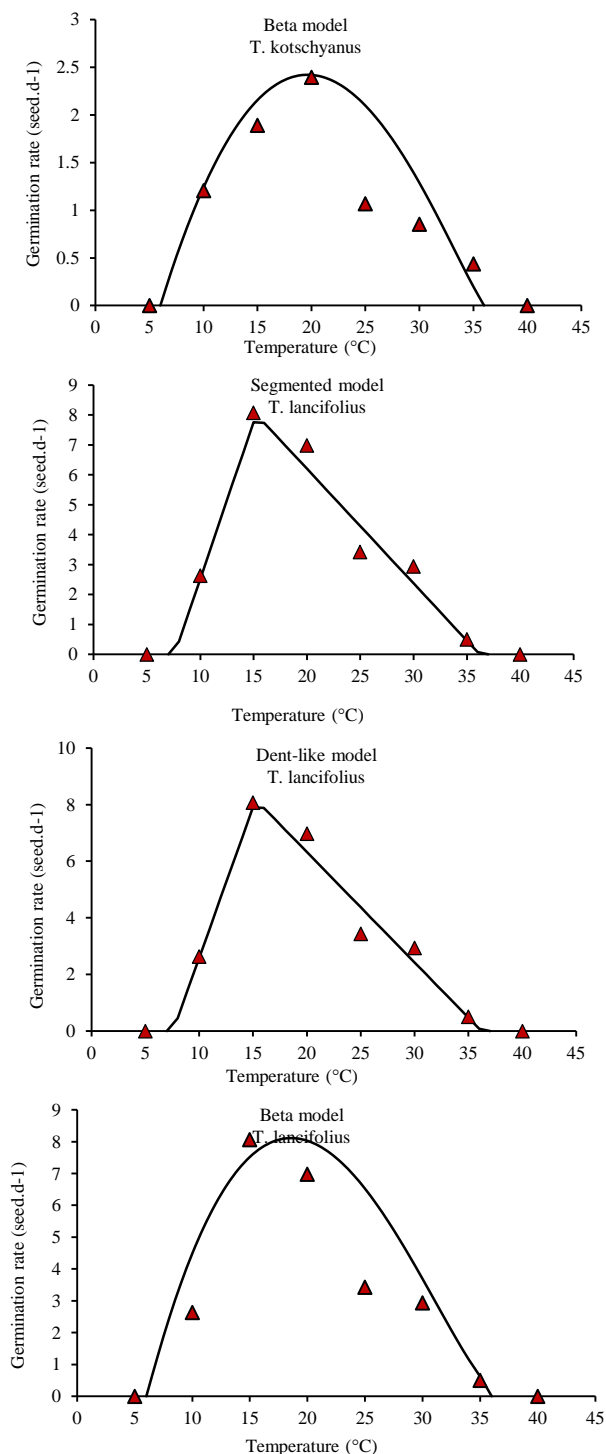 Beta model
T. kotschyanus
Germination rate (seed.d-1)
3
2.5
2
1.5
1
0.5
0
0 5 10 15 20 25 30 35 40 45
Temperature (°C)
Segmented model
T. lancifolius
Germination rate (seed.d-1)
9
8
7
6
5
4
3
2
1
0
0 5 10 15 20 25 30 35 40 45
Temperature (°C)
Dent-like model
T. lancifolius
Germination rate (seed.d-1)
10
8
6
4
2
0
0 5 10 15 20 25 30 35 40 45
Temperature (°C)
Beta model
T. lancifolius
Germination rate (seed.d-1)
9
8
7
6
5
4
3
2
1
0
0 5 10 15 20 25 30 35 40 45
Temperature (°C)